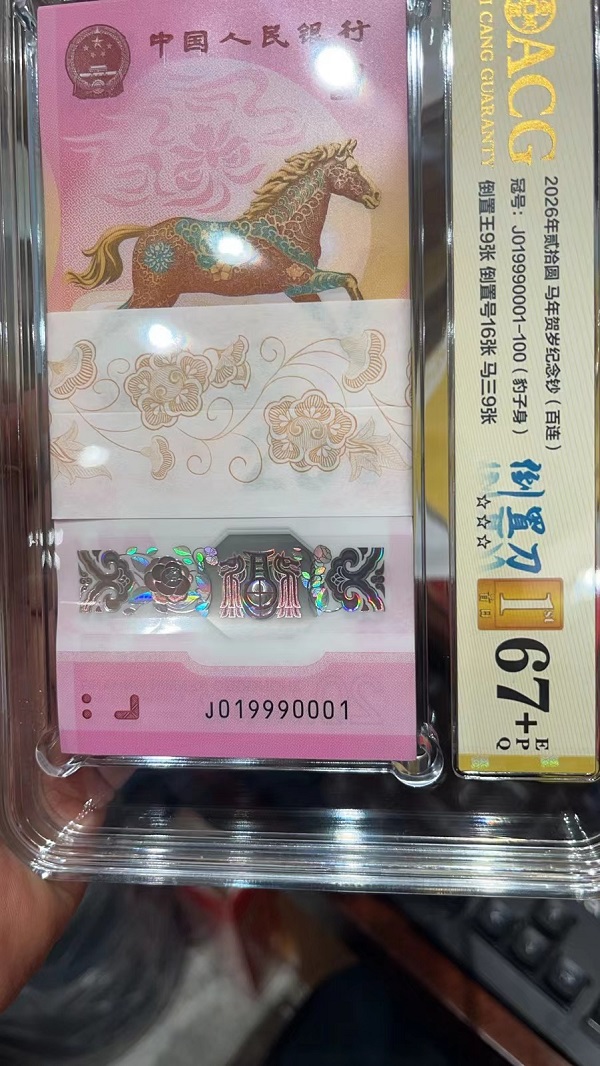 中国人民银行
J019990001
ACG
CANG GUARANTY
2026年贰拾圆 马年贺岁纪念钞（百连）
冠号：J019990001-100（豹子身）
倒置王9张 倒置号16张 马三9张
倒置刀
☆☆☆
1ST
首日
67+
EPQ